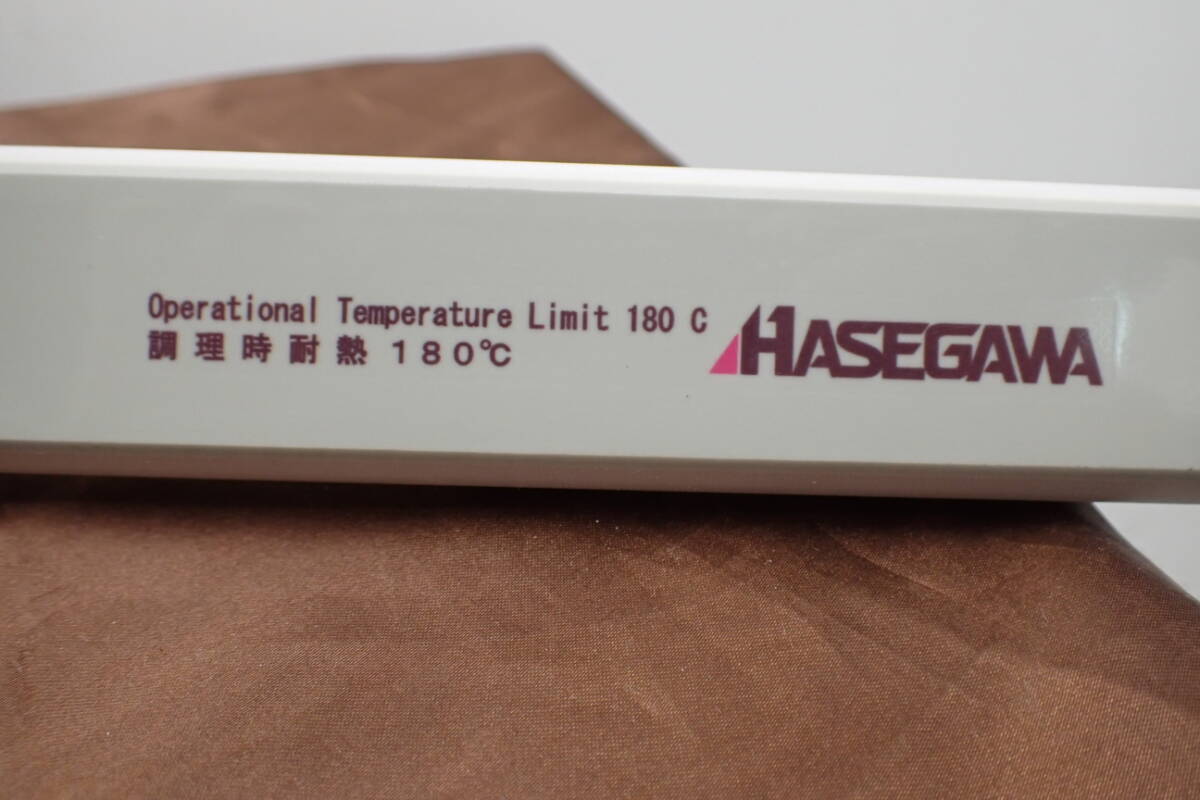 Operational Temperature Limit 180 C
調理時耐熱 180℃
HASEGAWA